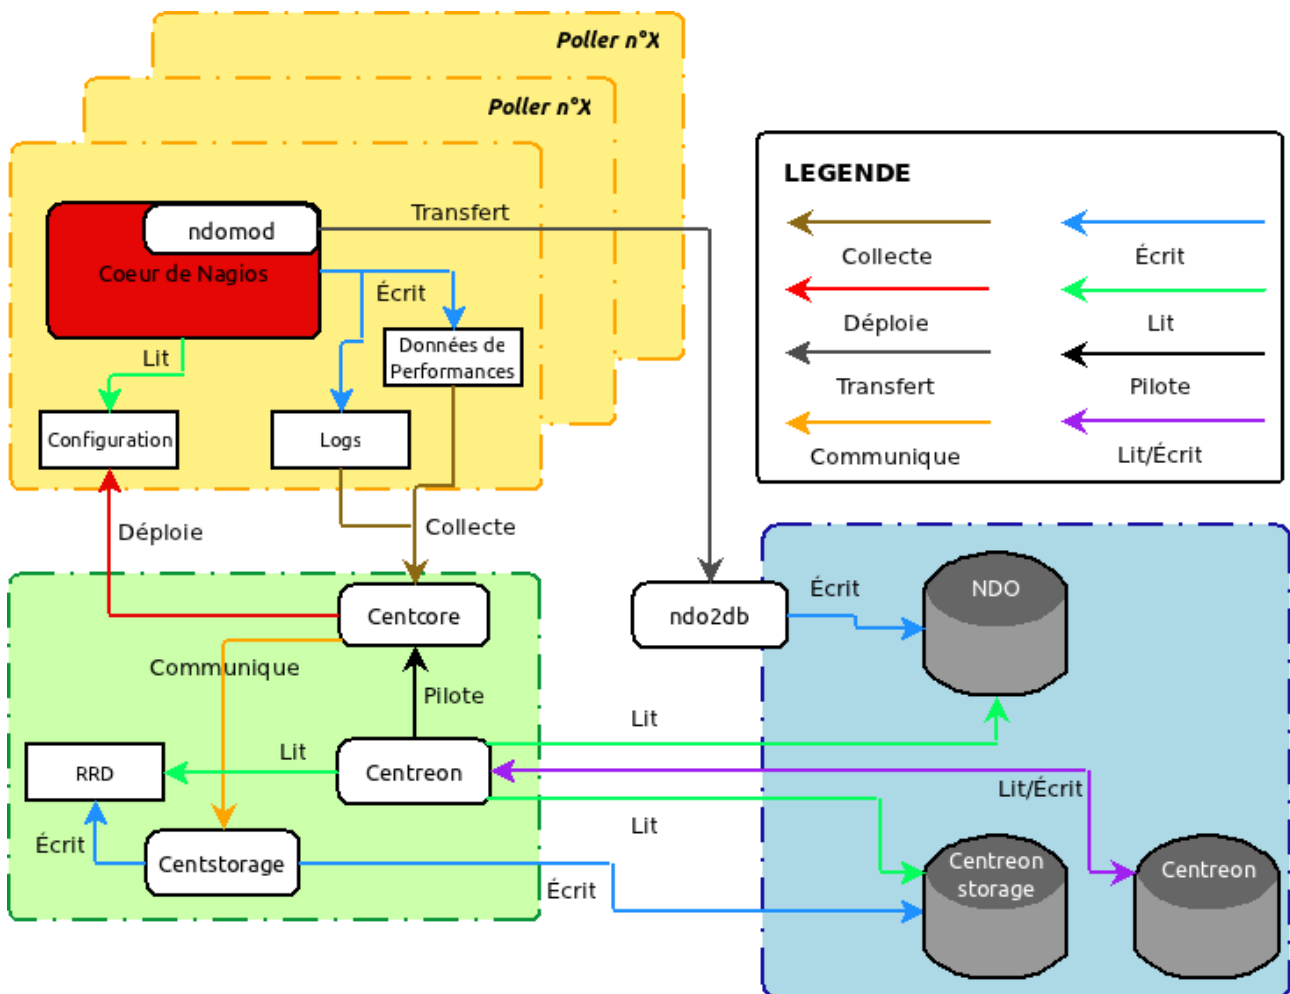 Poller n°X
Poller n°X
ndomod
Coeur de Nagios
Transfert
Écrit
Lit
Données de
Performances
Configuration
Logs
LEGENDE
Collecte
Écrit
Déploie
Lit
Transfert
Pilote
Communique
Lit/Écrit
Déploie
Collecte
Centcore
Communique
Pilote
ndo2db
Écrit
NDO
RRD
Lit
Centreon
Lit
Lit/Écrit
Lit
Écrit
Centstorage
Écrit
Centreon
storage
Centreon